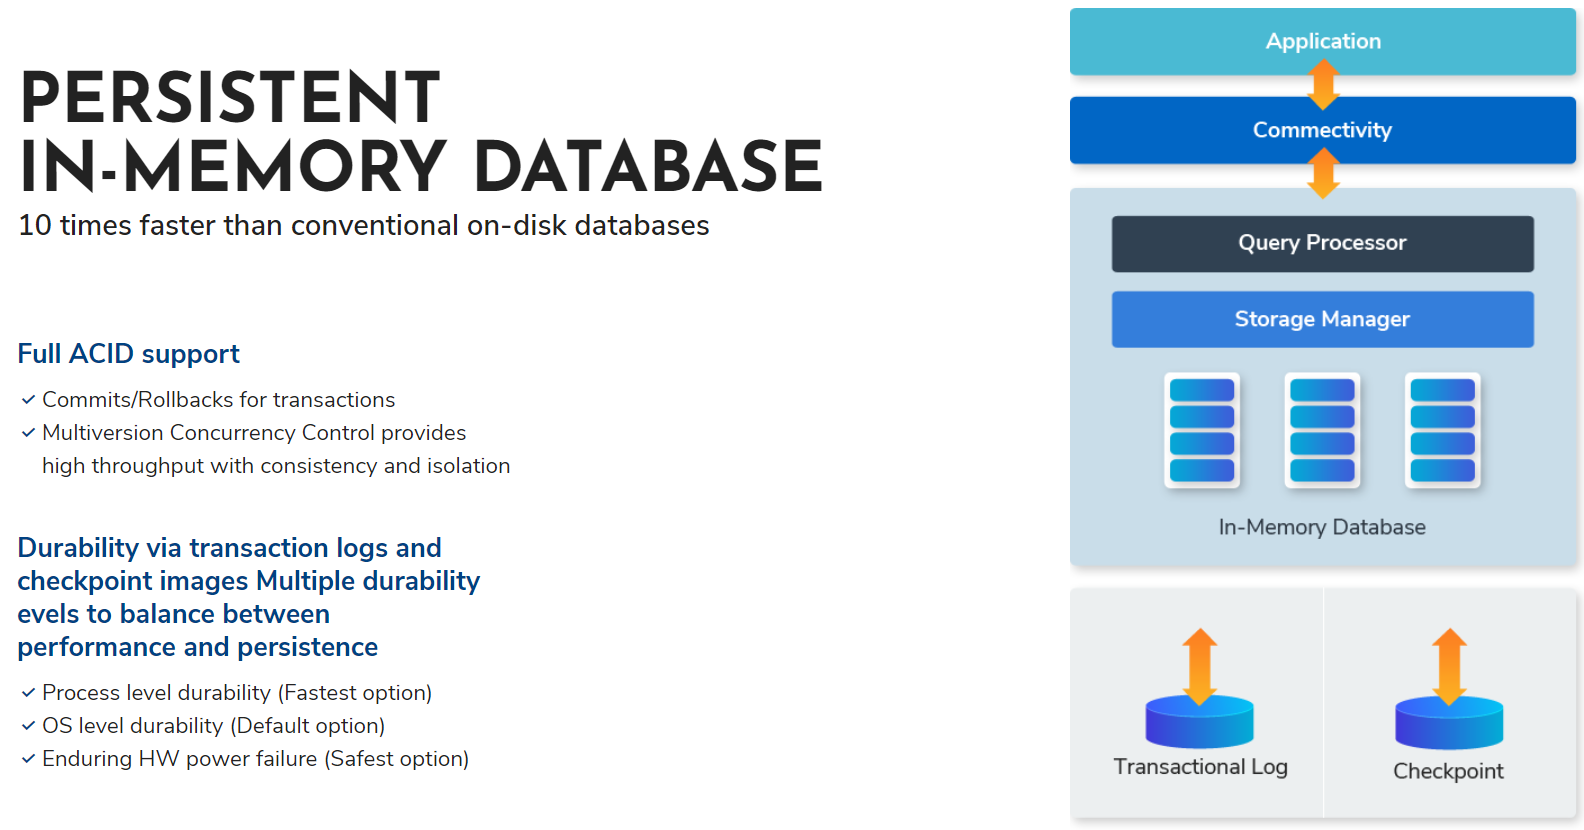 PERSISTENT
IN-MEMORY DATABASE
10 times faster than conventional on-disk databases
Full ACID support
Commits/Rollbacks for transactions
Multiversion Concurrency Control provides
high throughput with consistency and isolation
Durability via transaction logs and
checkpoint images Multiple durability
evels to balance between
performance and persistence
Process level durability (Fastest option)
OS level durability (Default option)
Enduring HW power failure (Safest option)
Application
Commectivity
Query Processor
Storage Manager
In-Memory Database
Transactional Log
Checkpoint